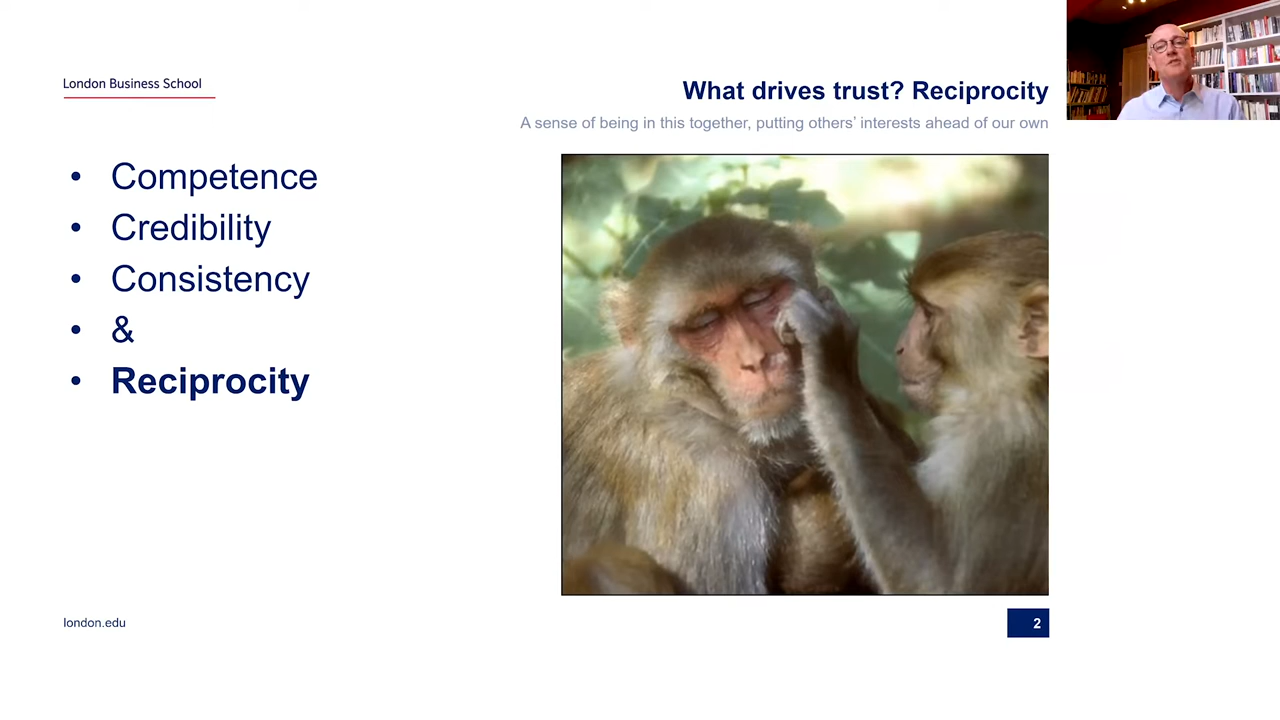 London Business School
What drives trust? Reciprocity
A sense of being in this together, putting others' interests ahead of our own
• Competence
• Credibility
• Consistency
• &
• Reciprocity
london.edu
2